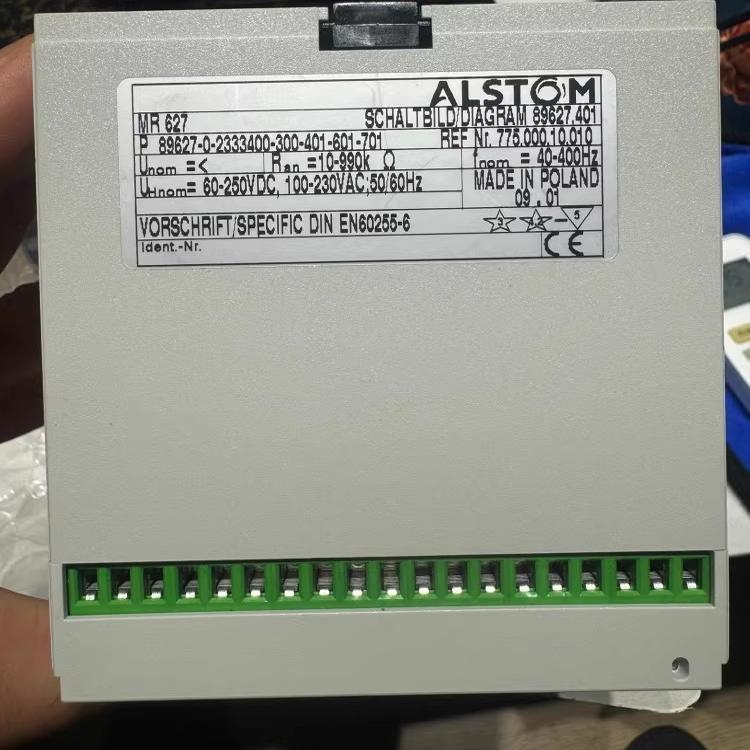 ALSTOM
MR 627 SCHALTBILD/DIAGRAM 89627.401
P 89627-0-2333400-300-401-601-701 REF Nr. 775.000.10.010
Unom =< Ran =10-990k Ω fnom = 40-400Hz
UHnom= 60-250VDC, 100-230VAC;50/60Hz MADE IN POLAND
09 . 01
VORSCHRIFT/SPECIFIC DIN EN60255-6 3 4,2 5
Ident.-Nr. CE